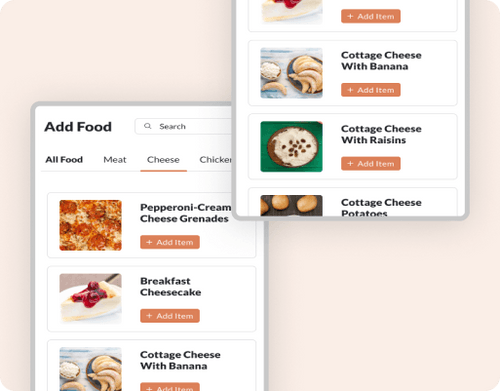 + Add Item
Cottage Cheese
With Banana
+ Add Item
Cottage Cheese
With Raisins
+ Add Item
Cottage Cheese
Potatoes
Add Food
Search
All Food Meat Cheese Chicken
Pepperoni-Cream
Cheese Grenades
+ Add Item
Breakfast
Cheesecake
+ Add Item
Cottage Cheese
With Banana
+ Add Item